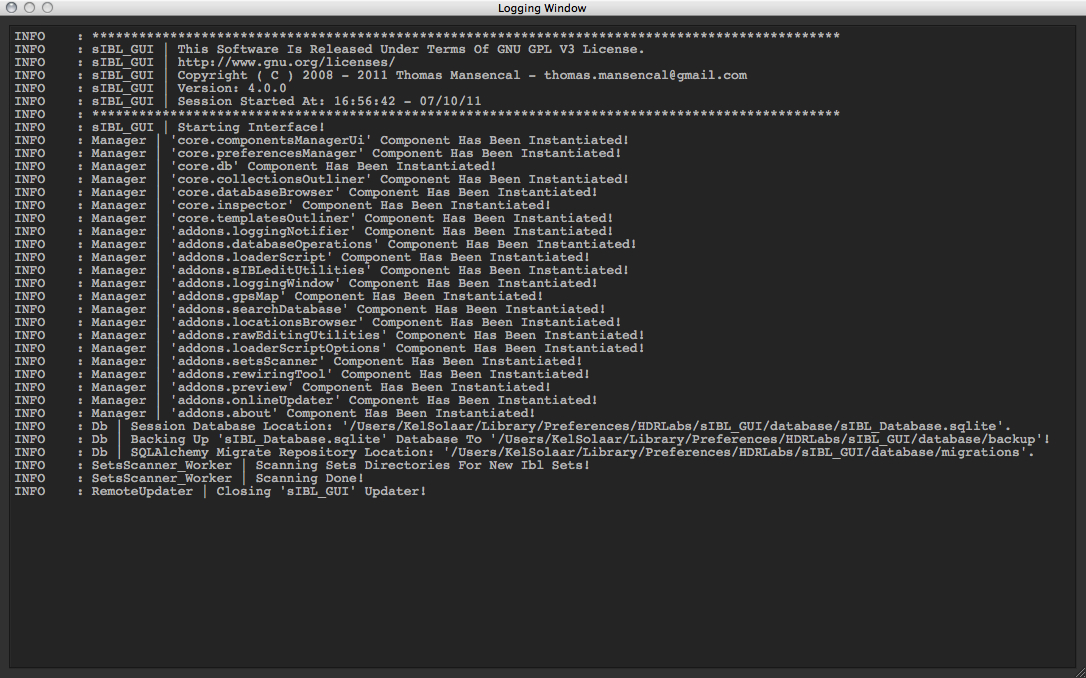 Logging Window
INFO    : ************************************************************************************************
INFO    : sIBL_GUI | This Software Is Released Under Terms Of GNU GPL V3 License.
INFO    : sIBL_GUI | http://www.gnu.org/licenses/
INFO    : sIBL_GUI | Copyright ( C ) 2008 - 2011 Thomas Mansencal - thomas.mansencal@gmail.com
INFO    : sIBL_GUI | Version: 4.0.0
INFO    : sIBL_GUI | Session Started At: 16:56:42 - 07/10/11
INFO    : ************************************************************************************************
INFO    : sIBL_GUI | Starting Interface!
INFO    : Manager | 'core.componentsManagerUi' Component Has Been Instantiated!
INFO    : Manager | 'core.preferencesManager' Component Has Been Instantiated!
INFO    : Manager | 'core.db' Component Has Been Instantiated!
INFO    : Manager | 'core.collectionsOutliner' Component Has Been Instantiated!
INFO    : Manager | 'core.databaseBrowser' Component Has Been Instantiated!
INFO    : Manager | 'core.inspector' Component Has Been Instantiated!
INFO    : Manager | 'core.templatesOutliner' Component Has Been Instantiated!
INFO    : Manager | 'addons.loggingNotifier' Component Has Been Instantiated!
INFO    : Manager | 'addons.databaseOperations' Component Has Been Instantiated!
INFO    : Manager | 'addons.loaderScript' Component Has Been Instantiated!
INFO    : Manager | 'addons.sIBLeditUtilities' Component Has Been Instantiated!
INFO    : Manager | 'addons.loggingWindow' Component Has Been Instantiated!
INFO    : Manager | 'addons.gpsMap' Component Has Been Instantiated!
INFO    : Manager | 'addons.searchDatabase' Component Has Been Instantiated!
INFO    : Manager | 'addons.locationsBrowser' Component Has Been Instantiated!
INFO    : Manager | 'addons.rawEditingUtilities' Component Has Been Instantiated!
INFO    : Manager | 'addons.loaderScriptOptions' Component Has Been Instantiated!
INFO    : Manager | 'addons.setsScanner' Component Has Been Instantiated!
INFO    : Manager | 'addons.rewiringTool' Component Has Been Instantiated!
INFO    : Manager | 'addons.preview' Component Has Been Instantiated!
INFO    : Manager | 'addons.onlineUpdater' Component Has Been Instantiated!
INFO    : Manager | 'addons.about' Component Has Been Instantiated!
INFO    : Db | Session Database Location: '/Users/KelSolaar/Library/Preferences/HDRLabs/sIBL_GUI/database/sIBL_Database.sqlite'.
INFO    : Db | Backing Up 'sIBL_Database.sqlite' Database To '/Users/KelSolaar/Library/Preferences/HDRLabs/sIBL_GUI/database/backup'!
INFO    : Db | SQLAlchemy Migrate Repository Location: '/Users/KelSolaar/Library/Preferences/HDRLabs/sIBL_GUI/database/migrations'.
INFO    : SetsScanner_Worker | Scanning Sets Directories For New Ibl Sets!
INFO    : SetsScanner_Worker | Scanning Done!
INFO    : RemoteUpdater | Closing 'sIBL_GUI' Updater!